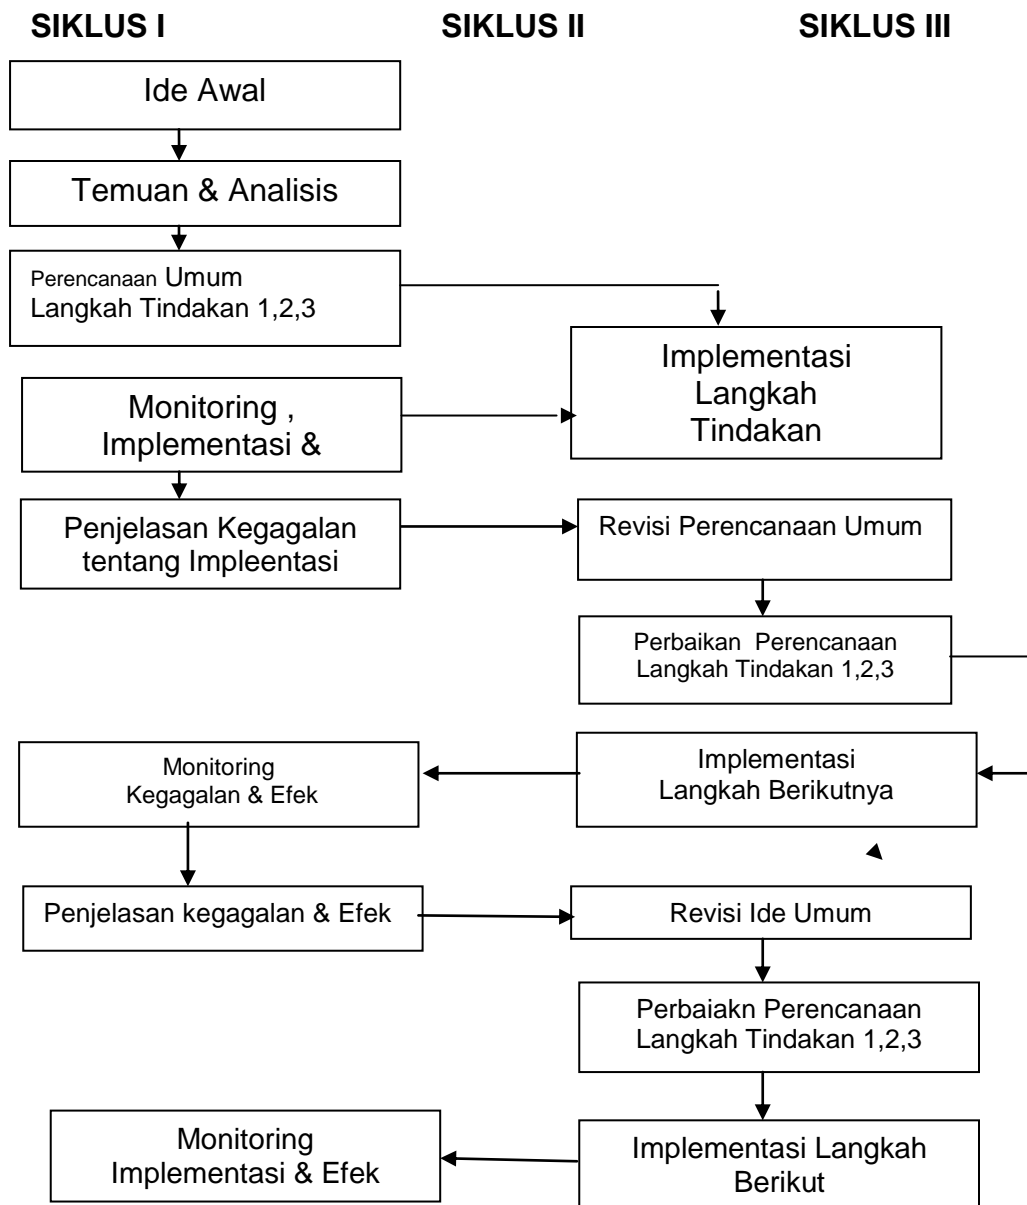 SIKLUS I SIKLUS II SIKLUS III
Ide Awal
Temuan & Analisis
Perencanaan Umum
Langkah Tindakan 1,2,3
Implementasi
Langkah
Tindakan
Monitoring ,
Implementasi &
Penjelasan Kegagalan
tentang Impleentasi
Revisi Perencanaan Umum
Perbaikan Perencanaan
Langkah Tindakan 1,2,3
Monitoring
Kegagalan & Efek
Implementasi
Langkah Berikutnya
Penjelasan kegagalan & Efek
Revisi Ide Umum
Perbaiakn Perencanaan
Langkah Tindakan 1,2,3
Monitoring
Implementasi & Efek
Implementasi Langkah
Berikut